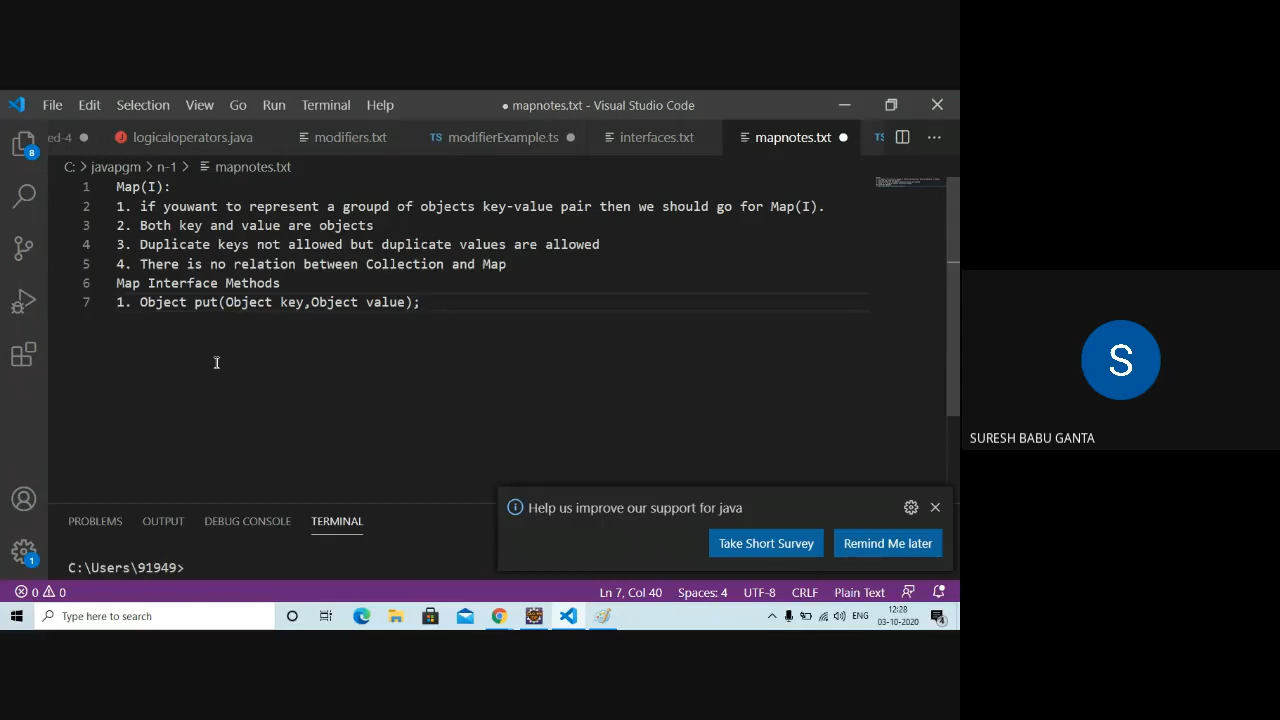 File Edit Selection View Go Run Terminal Help ● mapnotes.txt - Visual Studio Code
ed-4 logicaloperators.java modifiers.txt TS modifierExample.ts interfaces.txt mapnotes.txt TS
C: > javapgm > n-1 > mapnotes.txt
1 Map(I):
2 1. if youwant to represent a groupd of objects key-value pair then we should go for Map(I).
3 2. Both key and value are objects
4 3. Duplicate keys not allowed but duplicate values are allowed
5 4. There is no relation between Collection and Map
6 Map Interface Methods
7 1. Object put(Object key,Object value);
8
1
S
SURESH BABU GANTA
Help us improve our support for java
Take Short Survey Remind Me later
PROBLEMS OUTPUT DEBUG CONSOLE TERMINAL
C:\Users\91949>
0 0 Ln 7, Col 40 Spaces: 4 UTF-8 CRLF Plain Text
Type here to search ENG 12:28
03-10-2020 4